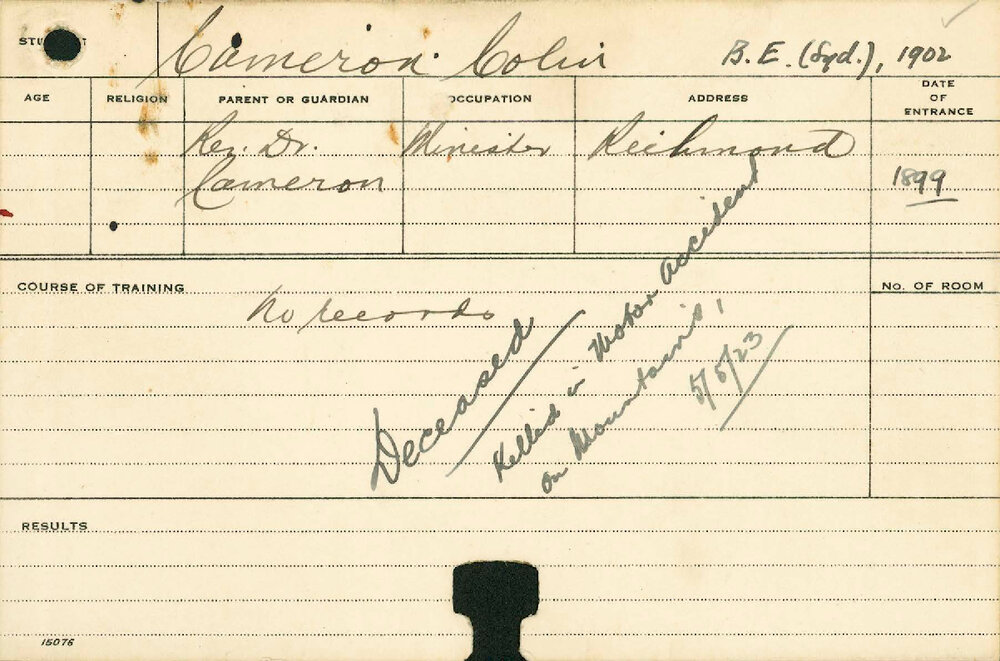 STUDENT Cameron Colin B.E. (Syd.), 1902
AGE RELIGION PARENT OR GUARDIAN OCCUPATION ADDRESS DATE OF ENTRANCE
Rev. Dr. Minister Richmond
Cameron 1899
COURSE OF TRAINING No. OF ROOM
No records
Deceased
Killed in Motor accident
on Mountains,
5/5/23
RESULTS
15076